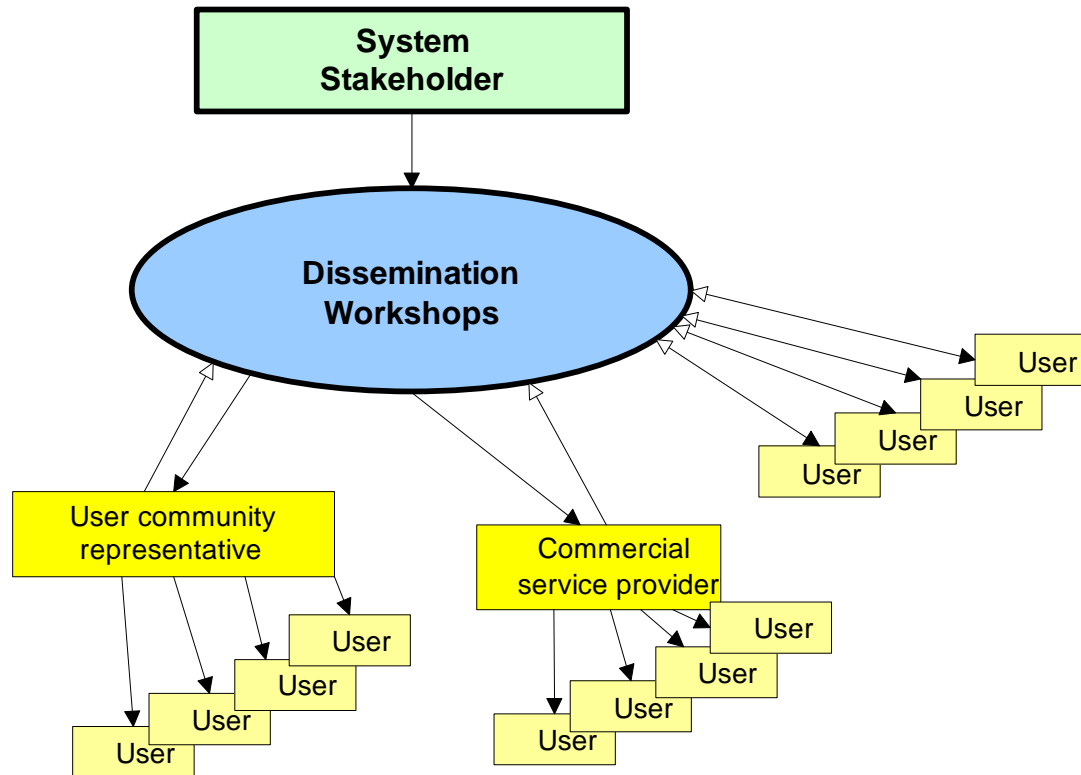 System
Stakeholder
Dissemination
Workshops
User
User
User
User
User community
representative
Commercial
service provider
User
User
User
User
User
User
User
User